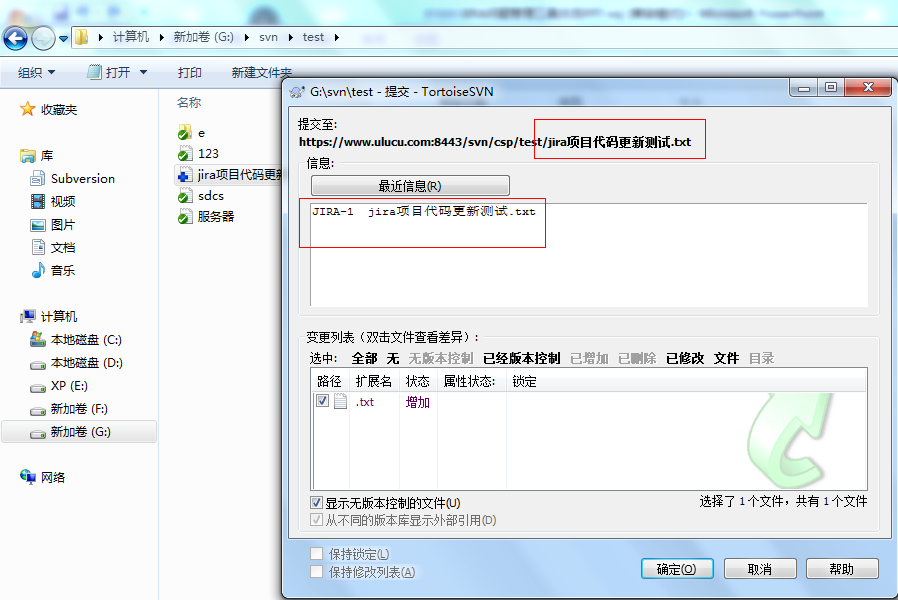 计算机 新加卷 (G:) svn test
组织 打开 打印 新建文件夹
收藏夹
库
Subversion
视频
图片
文档
音乐
计算机
本地磁盘 (C:)
本地磁盘 (D:)
XP (E:)
新加卷 (F:)
新加卷 (G:)
网络
名称
e
123
jira项目代码更新
sdcs
服务器
G:\svn\test - 提交 - TortoiseSVN
提交至:
https://www.ulucu.com:8443/svn/csp/test/jira项目代码更新测试.txt
信息:
最近信息(R)
JIRA-1 jira项目代码更新测试.txt
变更列表（双击文件查看差异）:
选中: 全部 无 无版本控制 已经版本控制 已增加 已删除 已修改 文件 目录
路径 扩展名 状态 属性状态: 锁定
.txt 增加
显示无版本控制的文件(U)
选择了 1 个文件，共有 1 个文件
从不同的版本库显示外部引用(D)
保持锁定(L)
保持修改列表(A)
确定(O) 取消 帮助